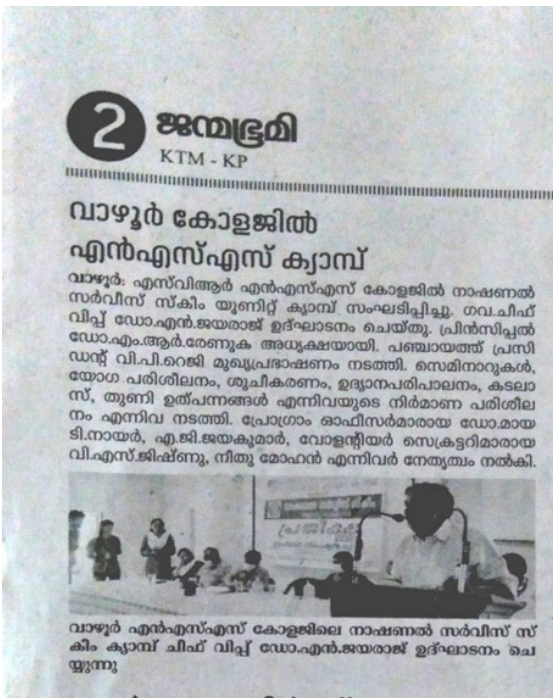 2 ജന്മഭൂമി
KTM - KP
വാഴൂർ കോളജിൽ
എൻഎസ്എസ് ക്യാമ്പ്
വാഴൂർ: എസ്‌വിആർ എൻഎസ്എസ് കോളജിൽ നാഷണൽ
സർവീസ് സ്കിം യൂണിറ്റ് ക്യാമ്പ് സംഘടിപ്പിച്ചു. ഗവ.ചീഫ്
വിപ്പ് ഡോ.എൻ.ജയരാജ് ഉദ്ഘാടനം ചെയ്തു. പ്രിൻസിപ്പൽ
ഡോ.എം.ആർ.രേണുക അധ്യക്ഷയായി. പഞ്ചായത്ത് പ്രസി
ഡന്റ് വി.പി.റെജി മുഖ്യപ്രഭാഷണം നടത്തി. സെമിനാറുകൾ,
യോഗ പരിശീലനം, ശുചീകരണം, ഉദ്യാനപരിപാലനം, കടലാ
സ്, തുണി ഉത്പന്നങ്ങൾ എന്നിവയുടെ നിർമാണ പരിശീല
നം എന്നിവ നടത്തി. പ്രോഗ്രാം ഓഫീസർമാരായ ഡോ.മായ
ടി.നായർ, എ.ജി.ജയകുമാർ, വോളന്റിയർ സെക്രട്ടറിമാരായ
വി.എസ്.ജിഷ്ണു, നീതു മോഹൻ എന്നിവർ നേതൃത്വം നൽകി.
വാഴൂർ എൻഎസ്എസ് കോളജിലെ നാഷണൽ സർവീസ് സ്
കീം ക്യാമ്പ് ചീഫ് വിപ്പ് ഡോ.എൻ.ജയരാജ് ഉദ്ഘാടനം ചെ
യ്യുന്നു